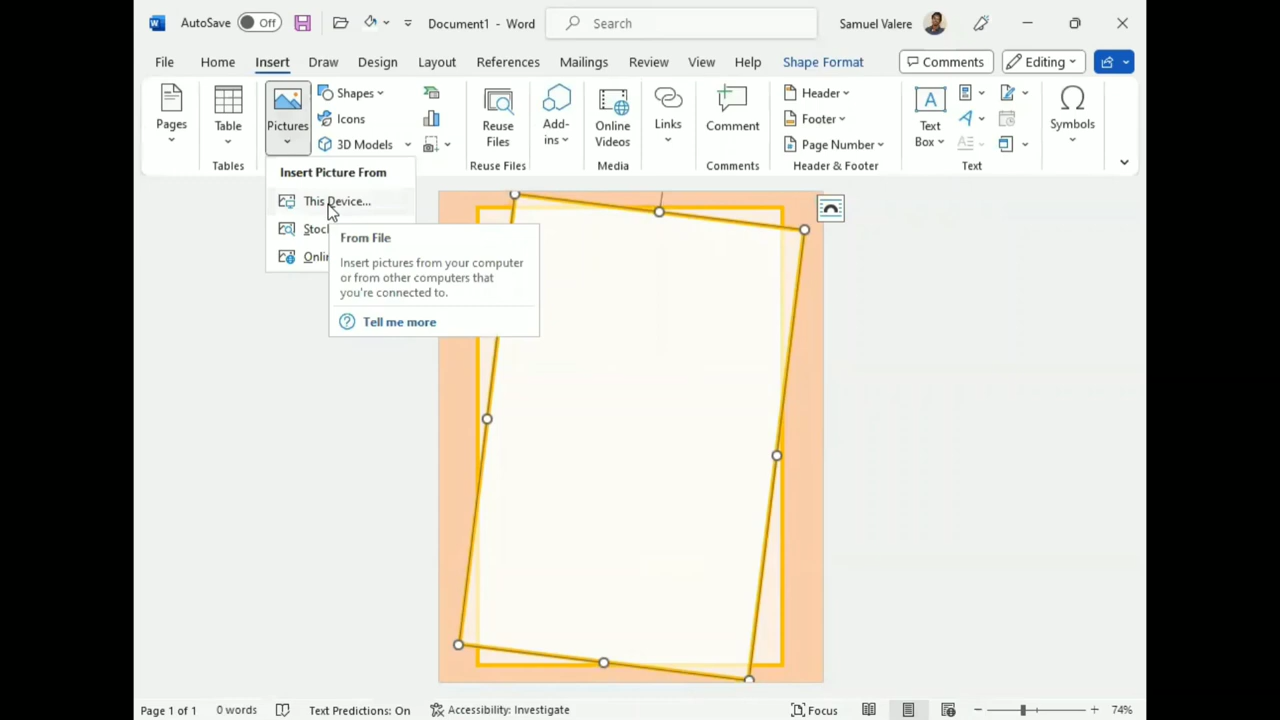 AutoSave Off Document1 - Word Search Samuel Valere
File Home Insert Draw Design Layout References Mailings Review View Help Shape Format Comments Editing
Pages
Table
Pictures
Shapes
Icons
3D Models
Reuse
Files
Add-
ins
Online
Videos
Links
Comment
Header
Footer
Page Number
Text
Box
Symbols
Tables
Reuse Files
Media
Comments
Header & Footer
Text
Insert Picture From
This Device...
Stoc
Onli
From File
Insert pictures from your computer
or from other computers that
you're connected to.
Tell me more
Page 1 of 1 0 words Text Predictions: On Accessibility: Investigate Focus 74%